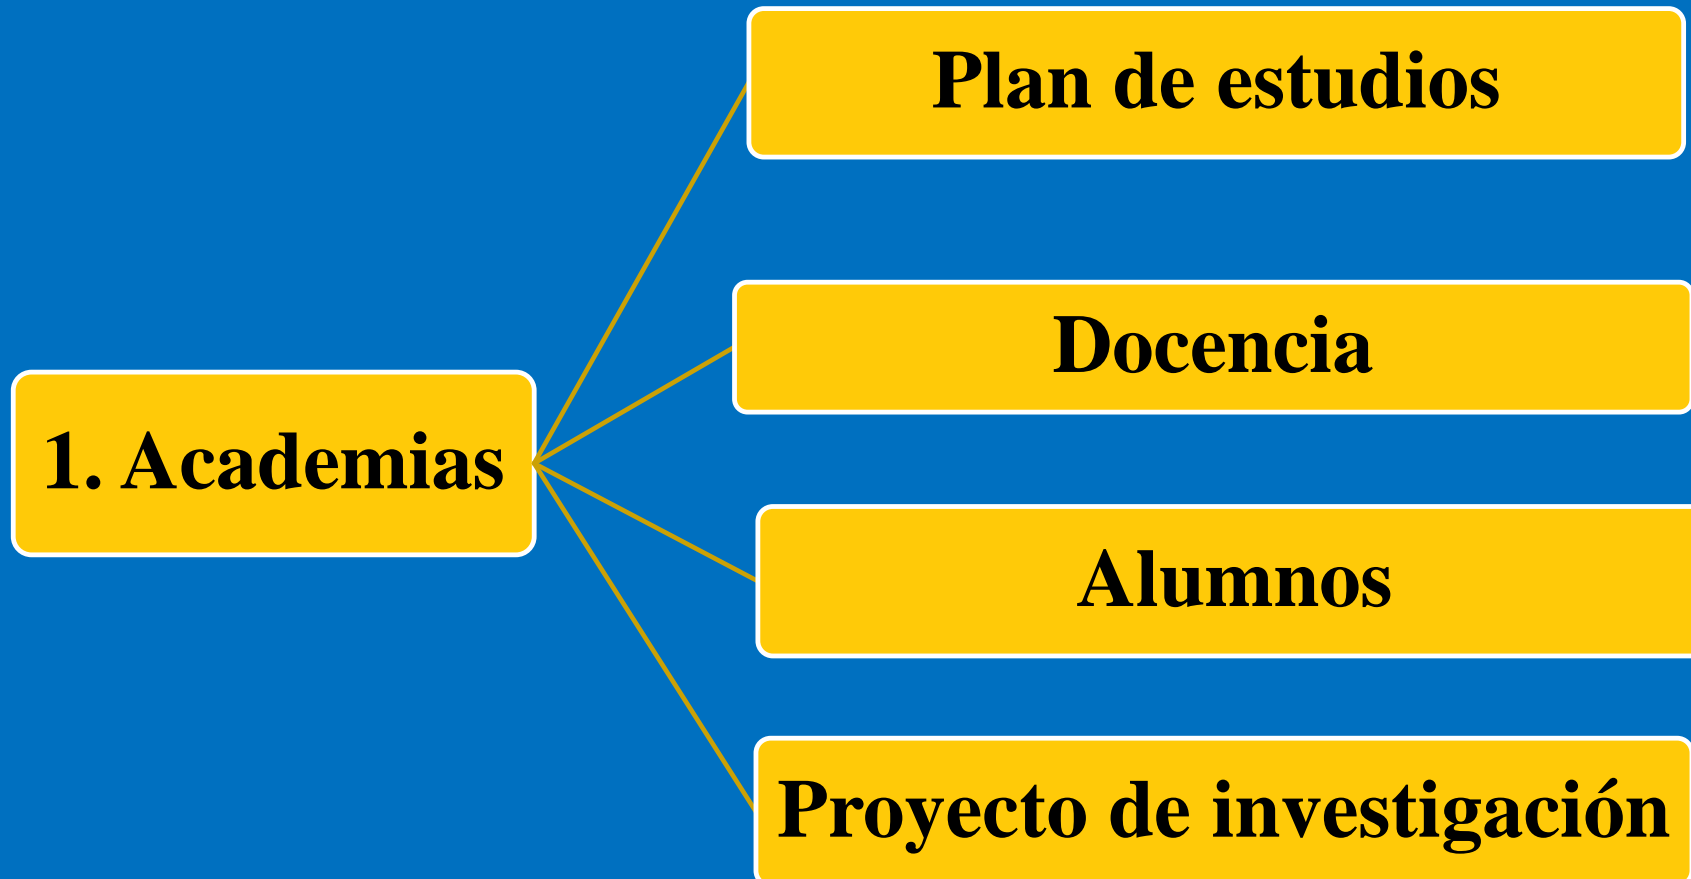 1. Academias
Plan de estudios
Docencia
Alumnos
Proyecto de investigación